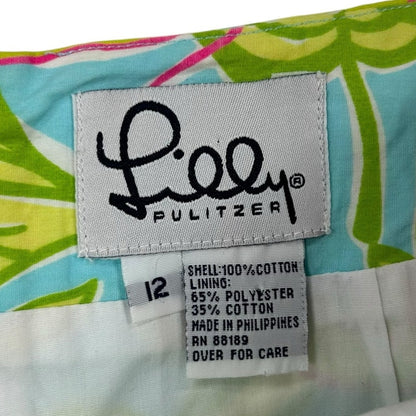 Lilly®
PULITZER
12
SHELL: 100% COTTON
LINING:
65% POLYESTER
35% COTTON
MADE IN PHILIPPINES
RN 88189
OVER FOR CARE